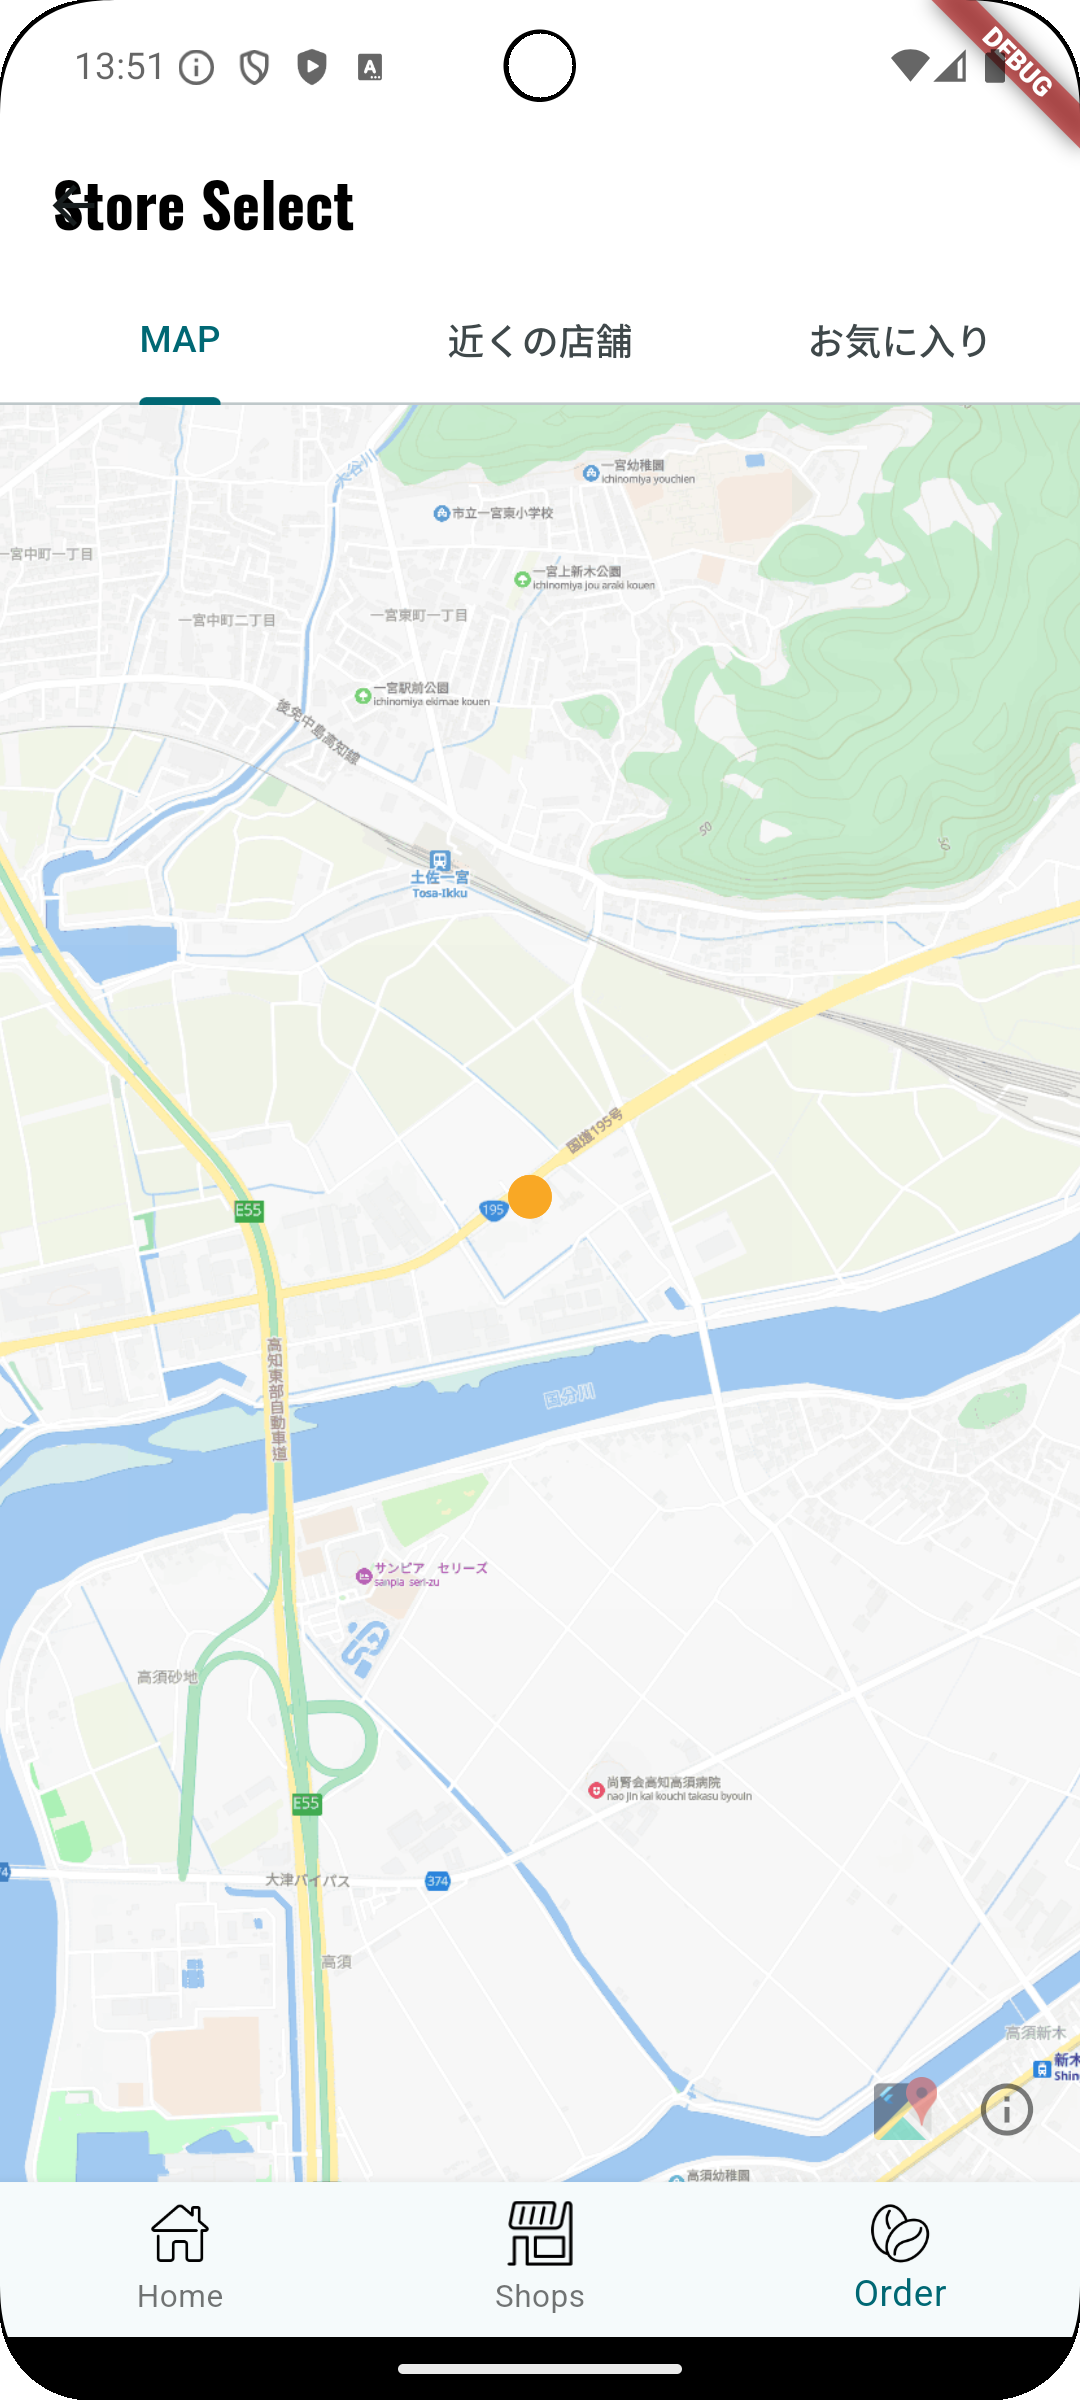 13:51
DEBUG
Store Select
MAP
近くの店舗
お気に入り
大谷川
一宮幼稚園
ichinomiya youchien
市立一宮東小学校
一宮中町一丁目
一宮上新木公園
ichinomiya jou araki kouen
一宮中町二丁目
一宮東町一丁目
一宮駅前公園
ichinomiya ekimae kouen
後免中島高知線
50
50
土佐一宮
Tosa-Ikku
国道195号
195
E55
高知東部自動車道
国分川
サンピア セリーズ
sanpia seri-zu
高須砂地
尚腎会高知高須病院
nao jin kai kouchi takasu byouin
E55
大津バイパス
374
高須
高須新木
新木
Shin
高須幼稚園
Home
Shops
Order